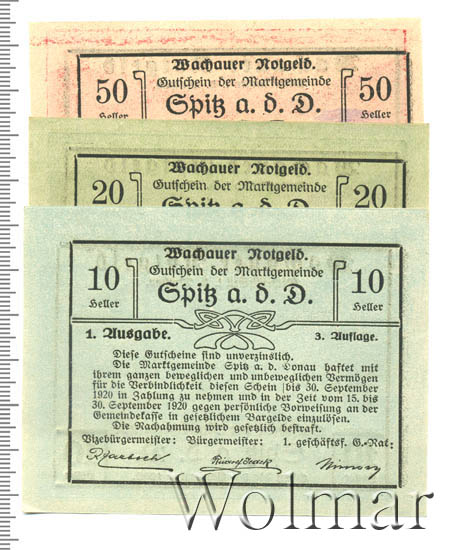 Wachauer Notgeld.
50 Gutschein der Marktgemeinde 50
Heller Spitz a. d. D. Heller
Wachauer Notgeld.
20 Gutschein der Marktgemeinde 20
Spitz a. d. D.
Wachauer Notgeld.
10 Gutschein der Marktgemeinde 10
Heller Spitz a. d. D. Heller
1. Ausgabe. 3. Auflage.
Diese Gutscheine sind unverzinslich.
Die Marktgemeinde Spitz a. d. Donau haftet mit
ihrem ganzen beweglichen und unbeweglichen Vermögen
für die Verbindlichkeit diesen Schein bis 30. September
1920 in Zahlung zu nehmen und in der Zeit vom 15. bis
30. September 1920 gegen persönliche Vorweisung an der
Gemeindekasse in gesetzlichem Bargelde einzulösen.
Die Nachahmung wird gesetzlich bestraft.
Vizebürgermeister: Bürgermeister: 1. geschäftsf. G.-Rat:
Wolmar